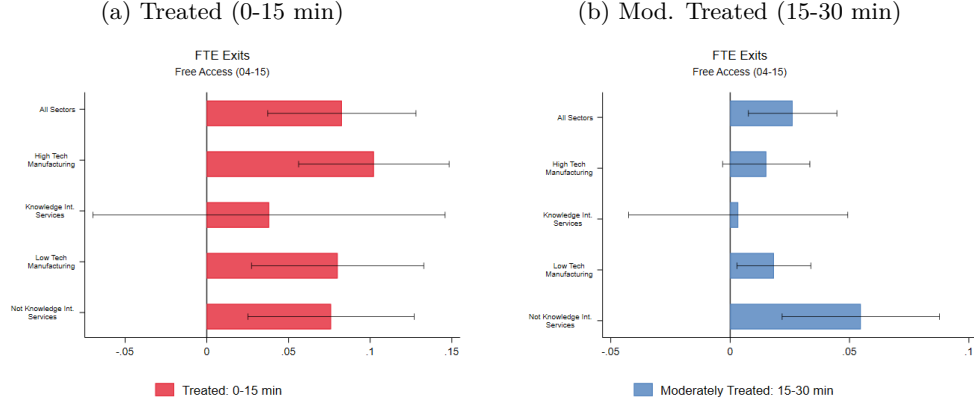 (a) Treated (0-15 min)
FTE Exits
Free Access (04-15)
All Sectors
High Tech
Manufacturing
Knowledge Int.
Services
Low Tech
Manufacturing
Not Knowledge Int.
Services
-.05
0
.05
.1
.15
Treated: 0-15 min
(b) Mod. Treated (15-30 min)
FTE Exits
Free Access (04-15)
All Sectors
High Tech
Manufacturing
Knowledge Int.
Services
Low Tech
Manufacturing
Not Knowledge Int.
Services
-.05
0
.05
.1
Moderately Treated: 15-30 min